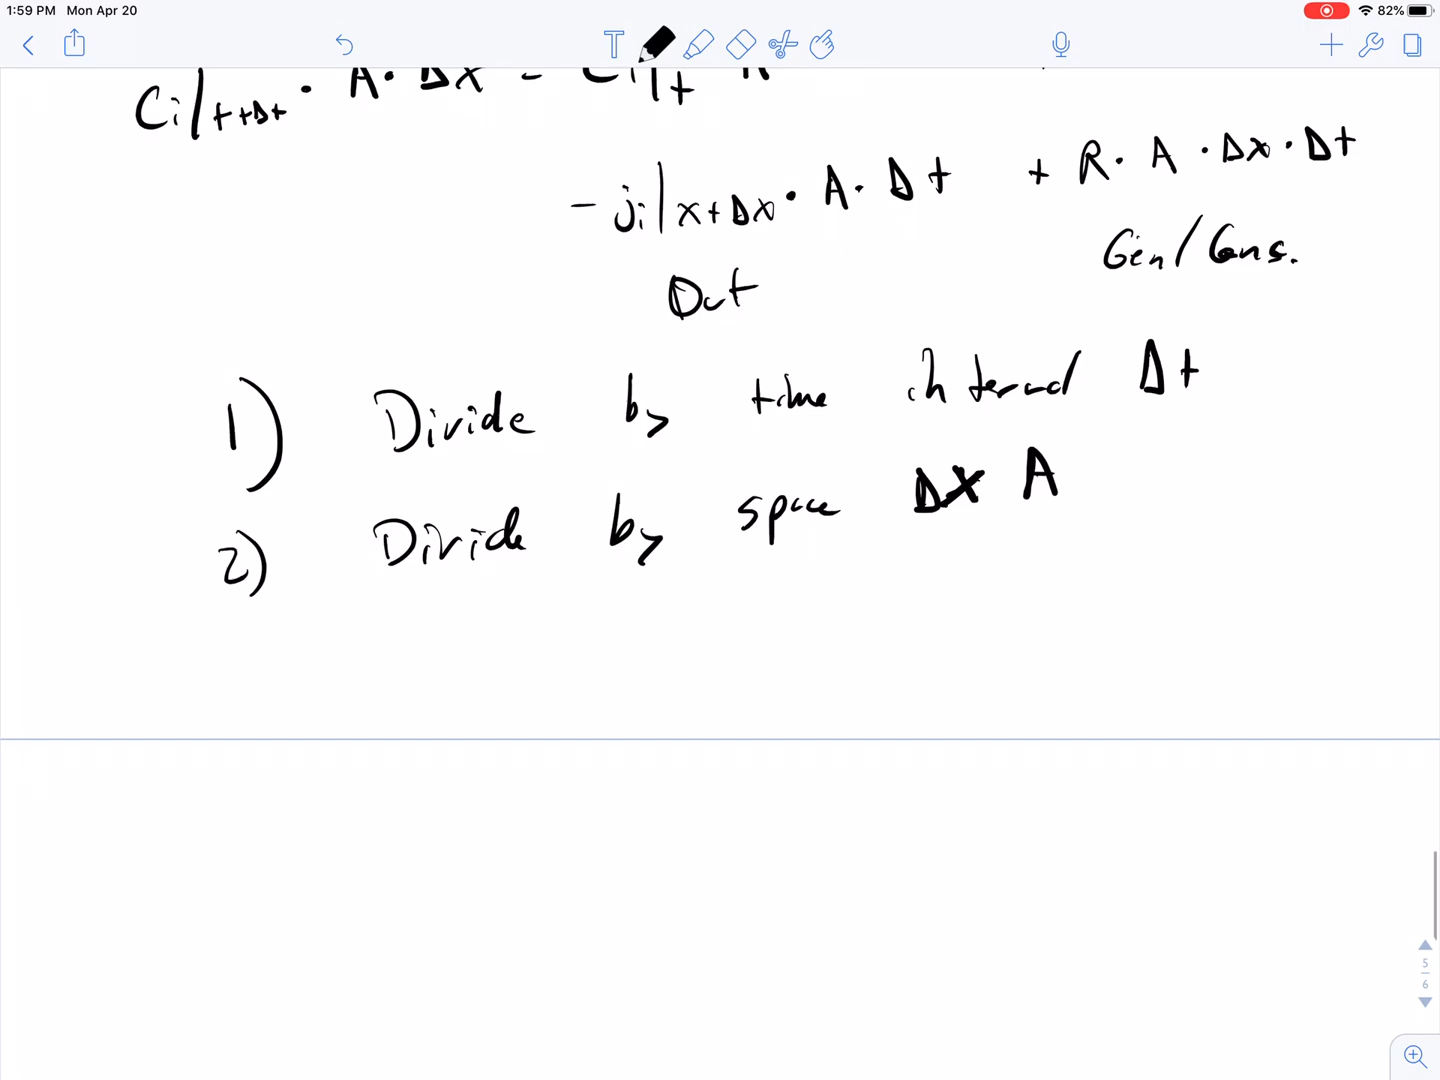 1:59 PM Mon Apr 20
82%
Ci|t+Δt · A · Δx = Ci|t
- ji|x+Δx · A · Δt + R · A · Δx · Δt
Out Gen/Cons.
1) Divide by time interval Δt
2) Divide by space Δx A
5
6